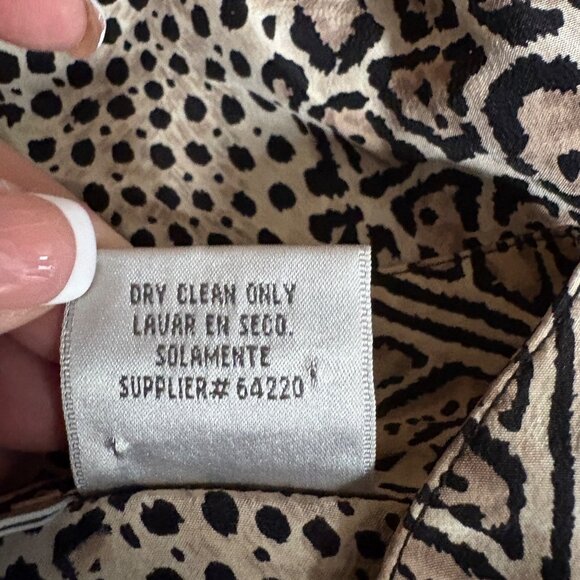 DRY CLEAN ONLY
LAVAR EN SECO.
SOLAMENTE
SUPPLIER# 64220